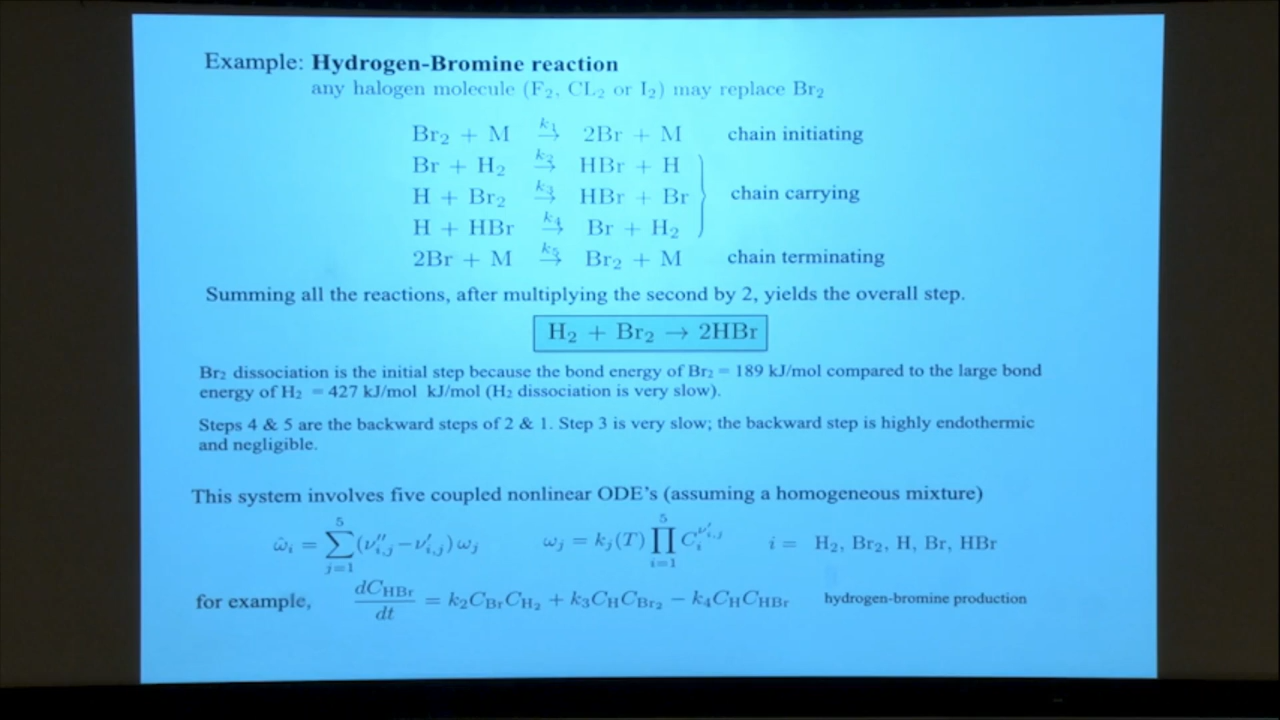 Example: Hydrogen-Bromine reaction
any halogen molecule (F₂, CL₂ or I₂) may replace Br₂
Br₂ + M →(k₁) 2Br + M chain initiating
Br + H₂ →(k₂) HBr + H
H + Br₂ →(k₃) HBr + Br chain carrying
H + HBr →(k₄) Br + H₂
2Br + M →(k₅) Br₂ + M chain terminating
Summing all the reactions, after multiplying the second by 2, yields the overall step.
H₂ + Br₂ → 2HBr
Br₂ dissociation is the initial step because the bond energy of Br₂ = 189 kJ/mol compared to the large bond
energy of H₂ = 427 kJ/mol kJ/mol (H₂ dissociation is very slow).
Steps 4 & 5 are the backward steps of 2 & 1. Step 3 is very slow; the backward step is highly endothermic
and negligible.
This system involves five coupled nonlinear ODE's (assuming a homogeneous mixture)
ω̂ᵢ = ∑_{j=1}^{5} (ν″ᵢ,ⱼ − ν′ᵢ,ⱼ) ωⱼ ωⱼ = kⱼ(T) ∏_{i=1}^{5} Cᵢ^{ν′ᵢ,ⱼ} i = H₂, Br₂, H, Br, HBr
for example, dC_HBr/dt = k₂C_BrC_H₂ + k₃C_HC_Br₂ − k₄C_HC_HBr hydrogen-bromine production